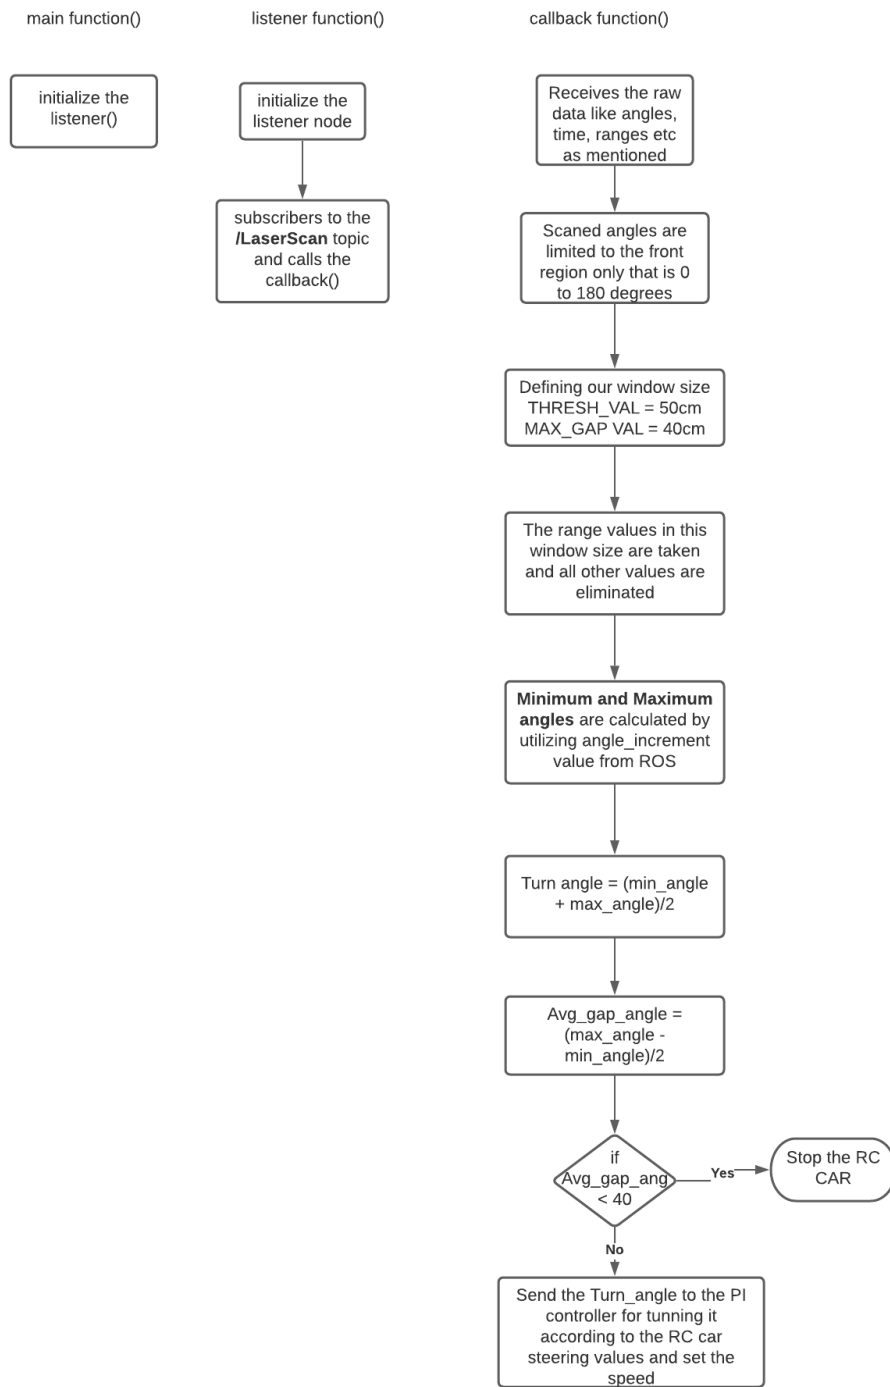 main function()
listener function()
callback function()
initialize the
listener()
initialize the
listener node
subscribers to the
/LaserScan topic
and calls the
callback()
Receives the raw
data like angles,
time, ranges etc
as mentioned
Scaned angles are
limited to the front
region only that is 0
to 180 degrees
Defining our window size
THRESH_VAL = 50cm
MAX_GAP VAL = 40cm
The range values in this
window size are taken
and all other values are
eliminated
Minimum and Maximum
angles are calculated by
utilizing angle_increment
value from ROS
Turn angle = (min_angle
+ max_angle)/2
Avg_gap_angle =
(max_angle -
min_angle)/2
if
Avg_gap_ang
< 40
Yes
Stop the RC
CAR
No
Send the Turn_angle to the PI
controller for tunning it
according to the RC car
steering values and set the
speed